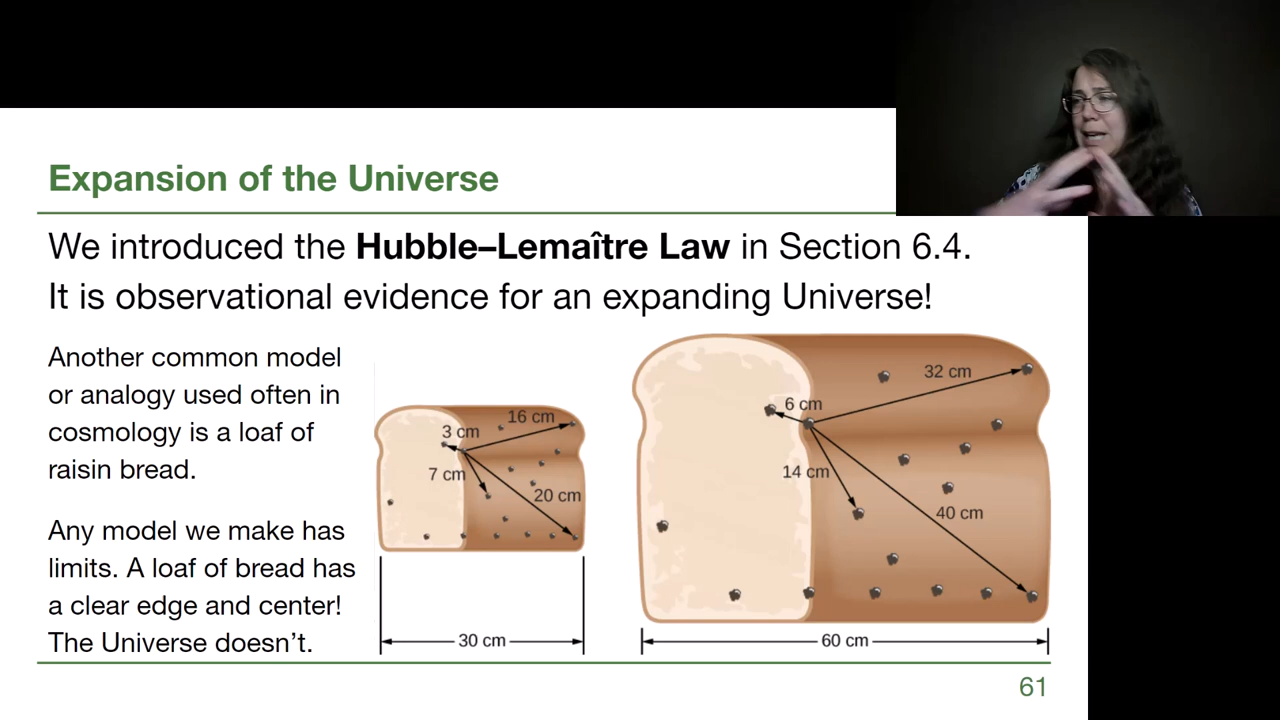 Expansion of the Universe
We introduced the Hubble–Lemaître Law in Section 6.4.
It is observational evidence for an expanding Universe!
Another common model
or analogy used often in
cosmology is a loaf of
raisin bread.
Any model we make has
limits. A loaf of bread has
a clear edge and center!
The Universe doesn’t.
16 cm
3 cm
7 cm
20 cm
30 cm
32 cm
6 cm
14 cm
40 cm
60 cm
61